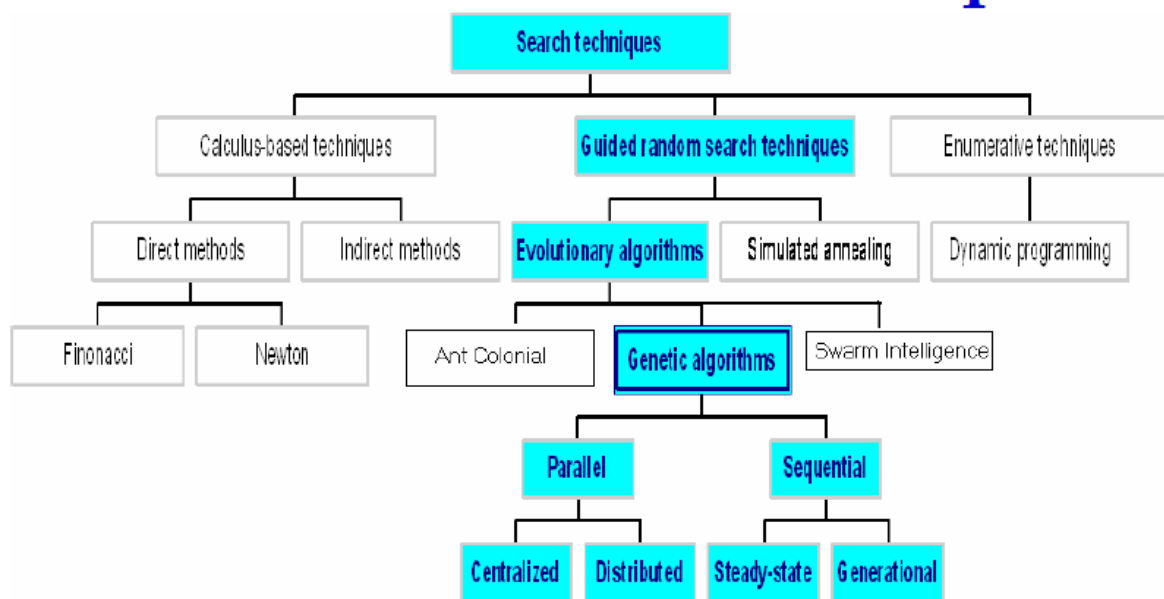 Search techniques
Calculus-based techniques
Guided random search techniques
Enumerative techniques
Direct methods
Indirect methods
Evolutionary algorithms
Simulated annealing
Dynamic programming
Finonacci
Newton
Ant Colonial
Genetic algorithms
Swarm Intelligence
Parallel
Sequential
Centralized
Distributed
Steady-state
Generational